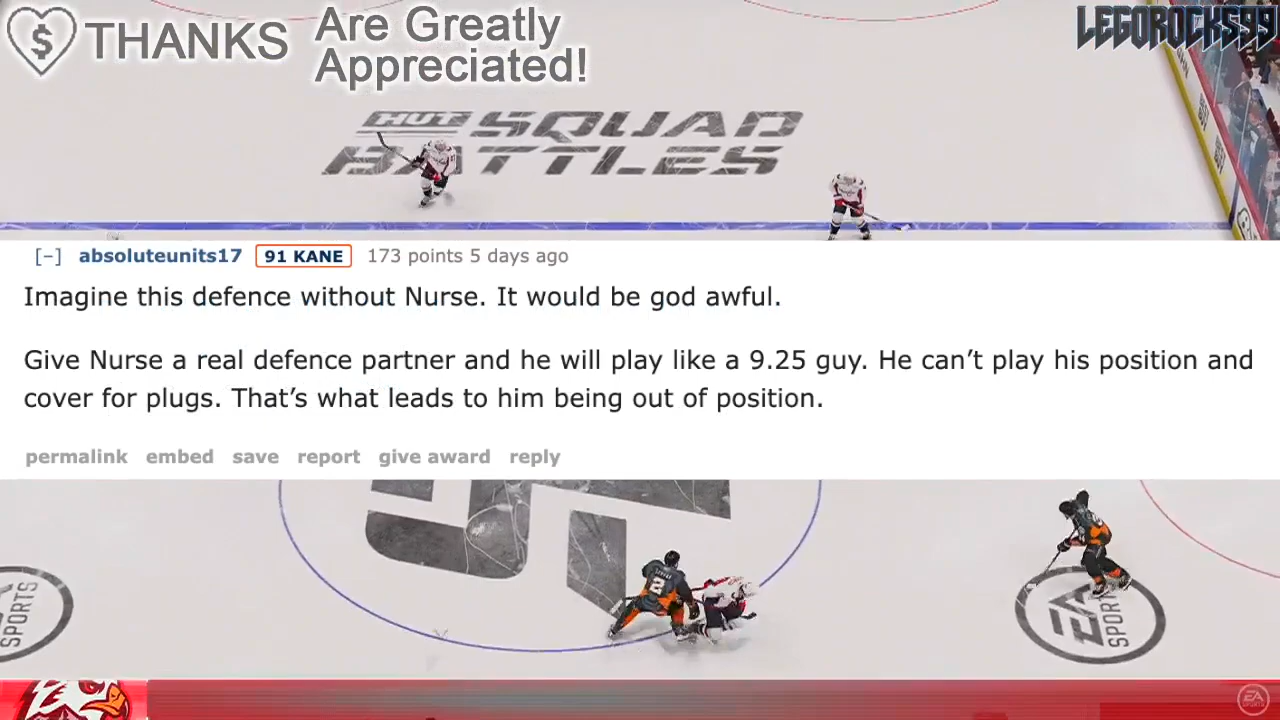 $ THANKS Are Greatly
Appreciated!
LEGOROCKS99
HUT SQUAD
BATTLES
[−] absoluteunits17 91 KANE 173 points 5 days ago
Imagine this defence without Nurse. It would be god awful.
Give Nurse a real defence partner and he will play like a 9.25 guy. He can’t play his position and
cover for plugs. That’s what leads to him being out of position.
permalink embed save report give award reply
SPORTS
EA
SPORTS
EA
SPORTS